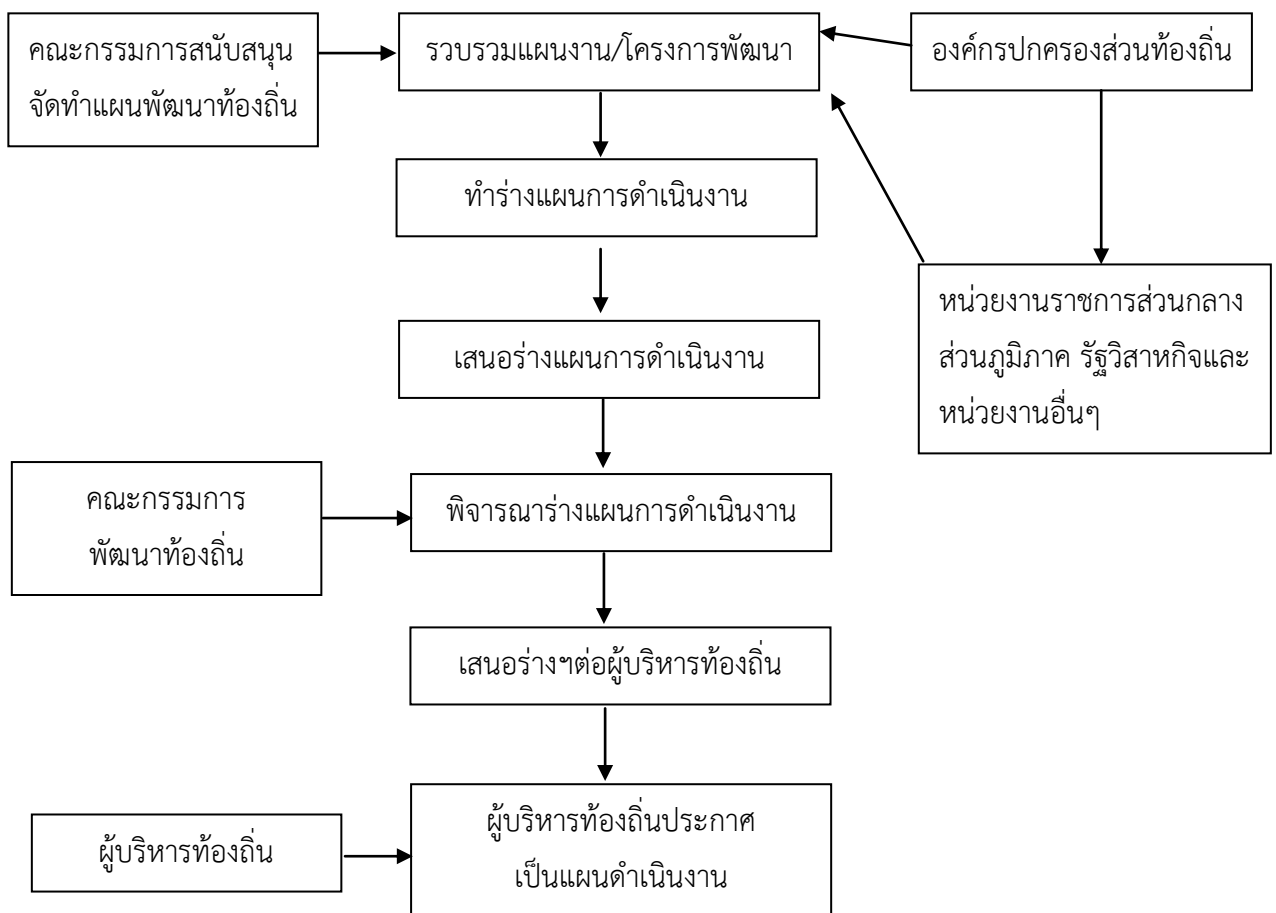 คณะกรรมการสนับสนุน
จัดทำแผนพัฒนาท้องถิ่น
รวบรวมแผนงาน/โครงการพัฒนา
องค์กรปกครองส่วนท้องถิ่น
ทำร่างแผนการดำเนินงาน
หน่วยงานราชการส่วนกลาง
ส่วนภูมิภาค รัฐวิสาหกิจและ
หน่วยงานอื่นๆ
เสนอร่างแผนการดำเนินงาน
คณะกรรมการ
พัฒนาท้องถิ่น
พิจารณาร่างแผนการดำเนินงาน
เสนอร่างฯต่อผู้บริหารท้องถิ่น
ผู้บริหารท้องถิ่น
ผู้บริหารท้องถิ่นประกาศ
เป็นแผนดำเนินงาน